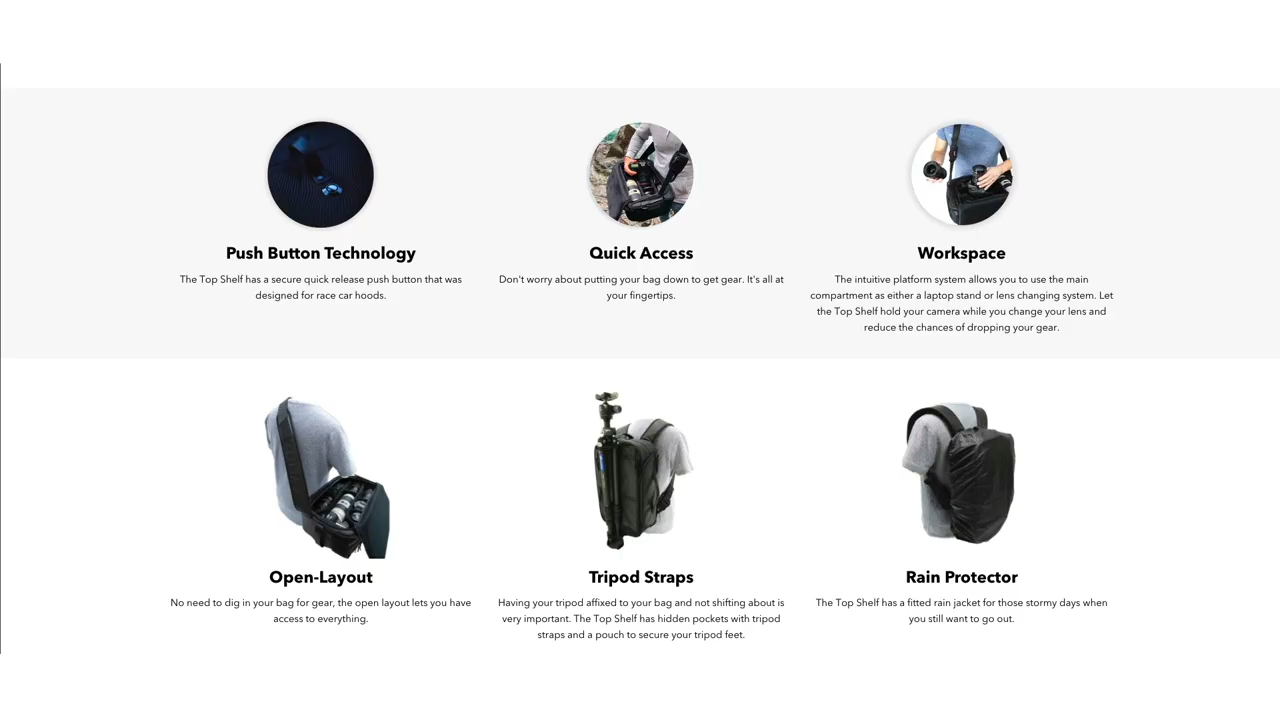 Push Button Technology
The Top Shelf has a secure quick release push button that was
designed for race car hoods.
Quick Access
Don't worry about putting your bag down to get gear. It's all at
your fingertips.
Workspace
The intuitive platform system allows you to use the main
compartment as either a laptop stand or lens changing system. Let
the Top Shelf hold your camera while you change your lens and
reduce the chances of dropping your gear.
Open-Layout
No need to dig in your bag for gear, the open layout lets you have
access to everything.
Tripod Straps
Having your tripod affixed to your bag and not shifting about is
very important. The Top Shelf has hidden pockets with tripod
straps and a pouch to secure your tripod feet.
Rain Protector
The Top Shelf has a fitted rain jacket for those stormy days when
you still want to go out.